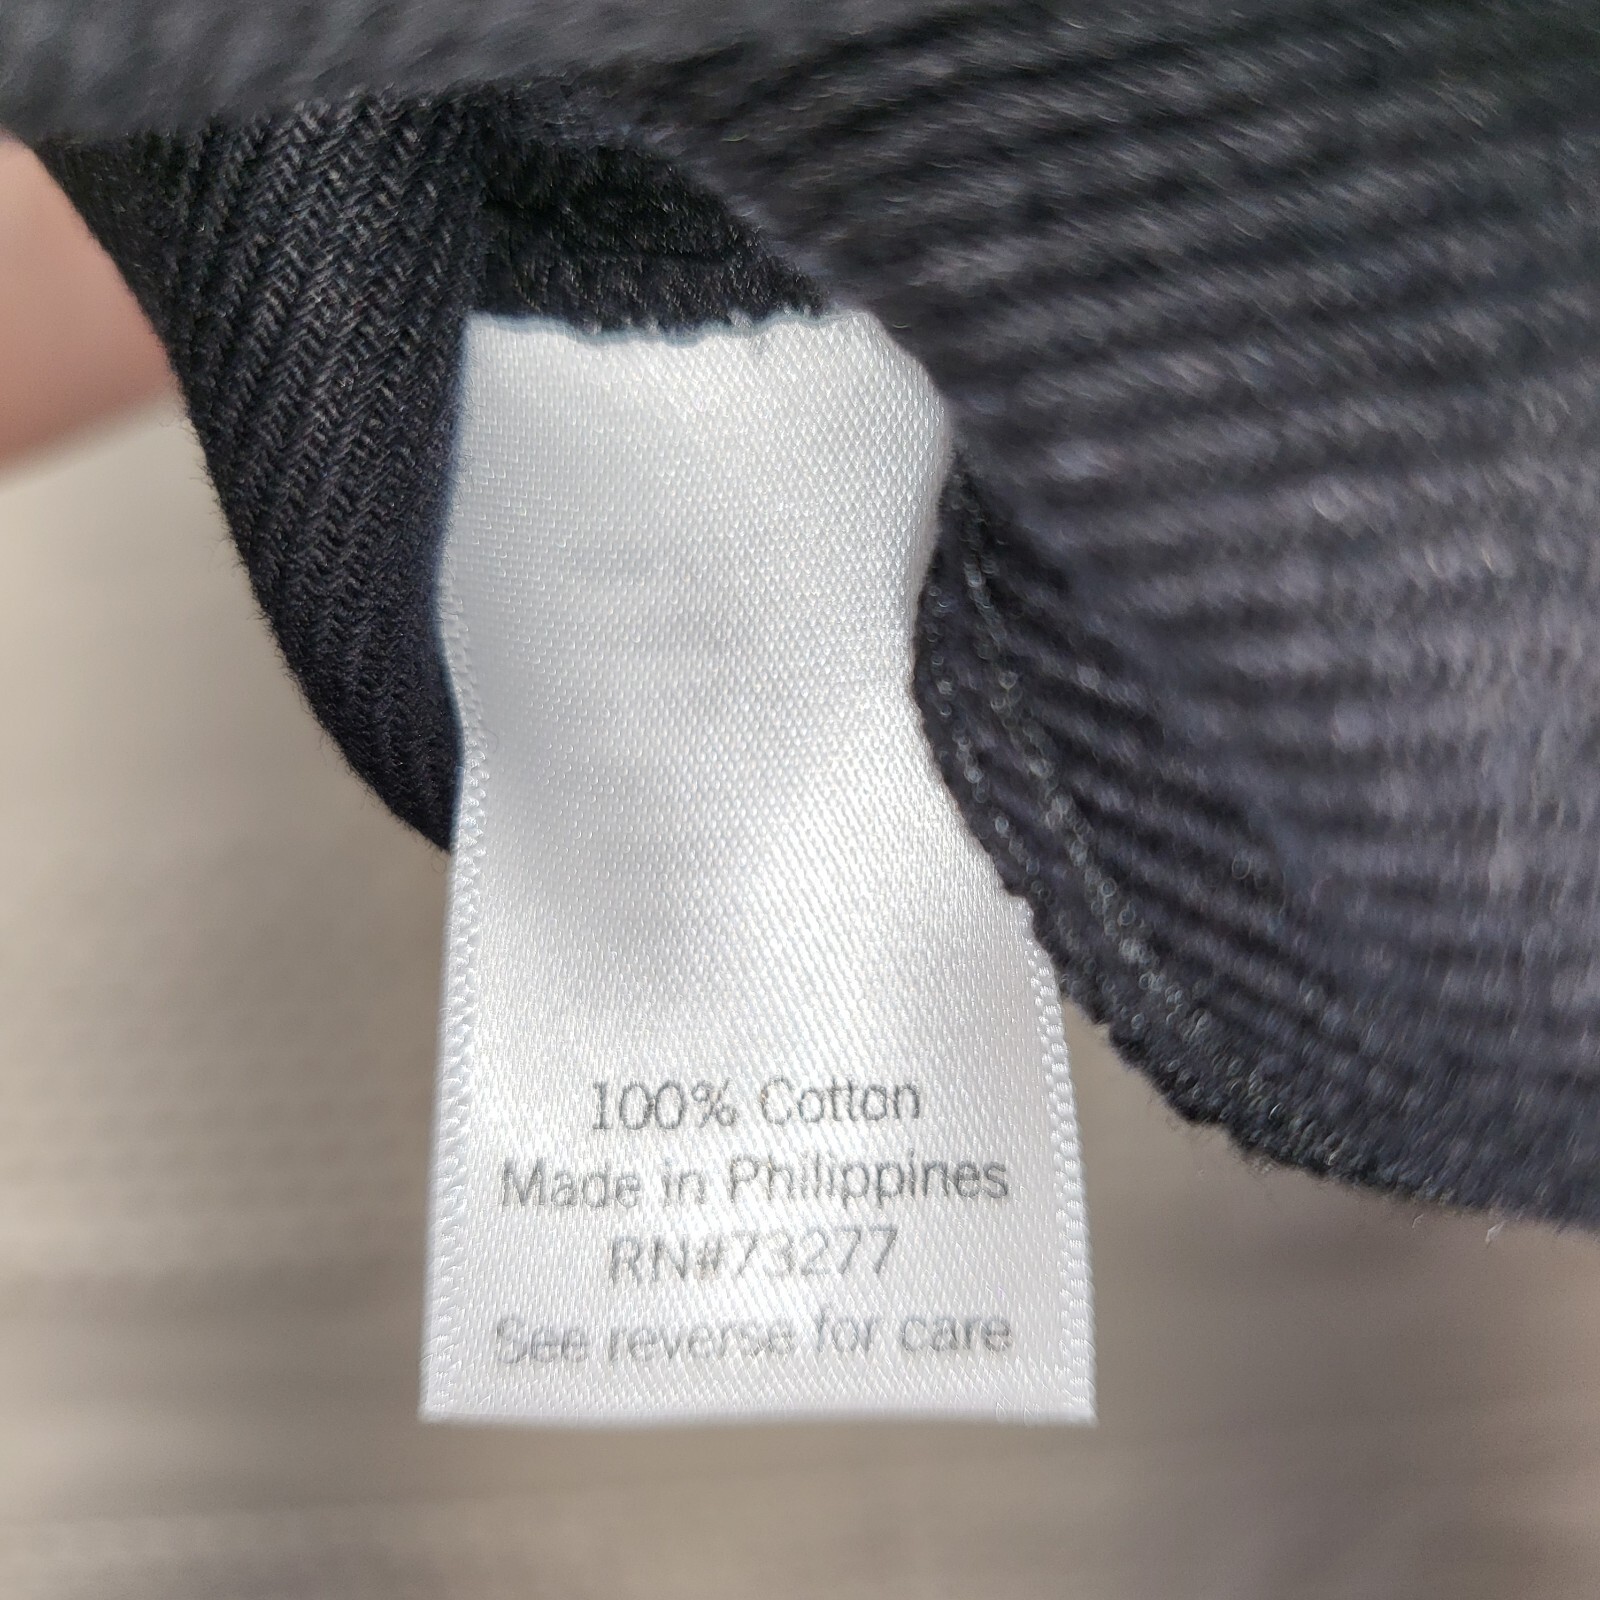 100% Cotton
Made in Philippines
RN#73277
See reverse for care